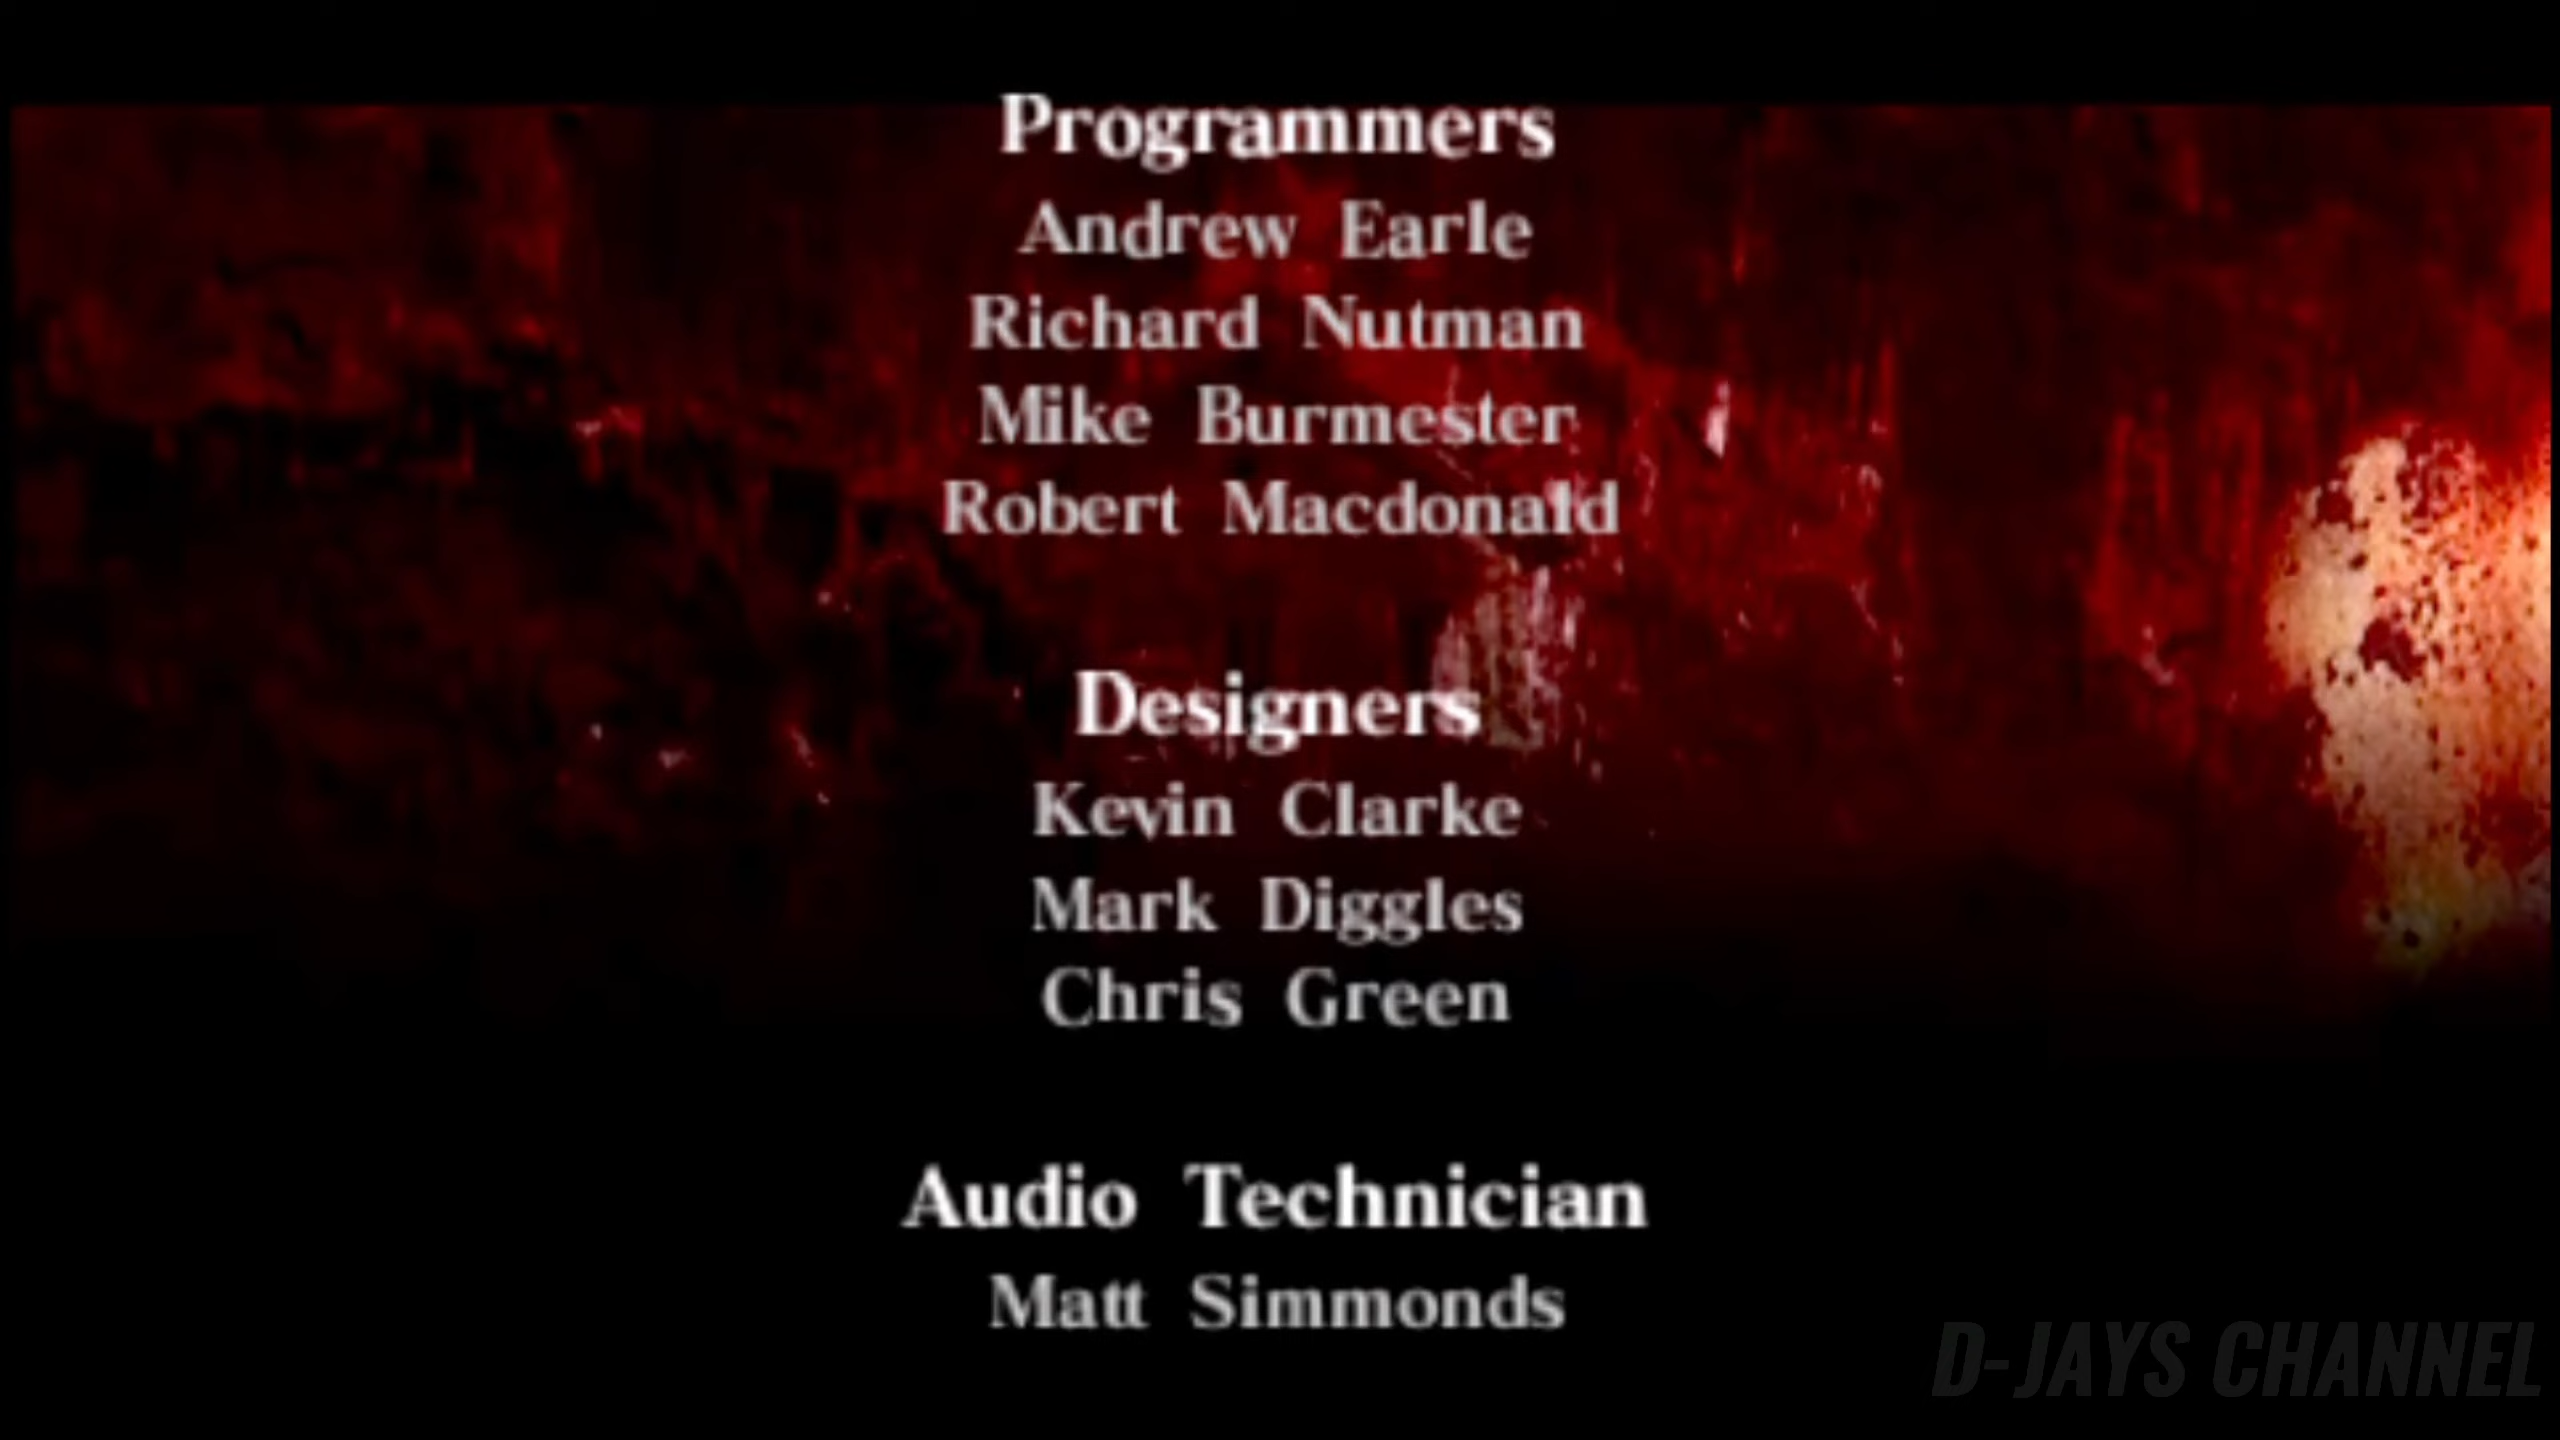 Programmers
Andrew Earle
Richard Nutman
Mike Burmester
Robert Macdonald
Designers
Kevin Clarke
Mark Diggles
Chris Green
Audio Technician
Matt Simmonds
D-JAYS CHANNEL